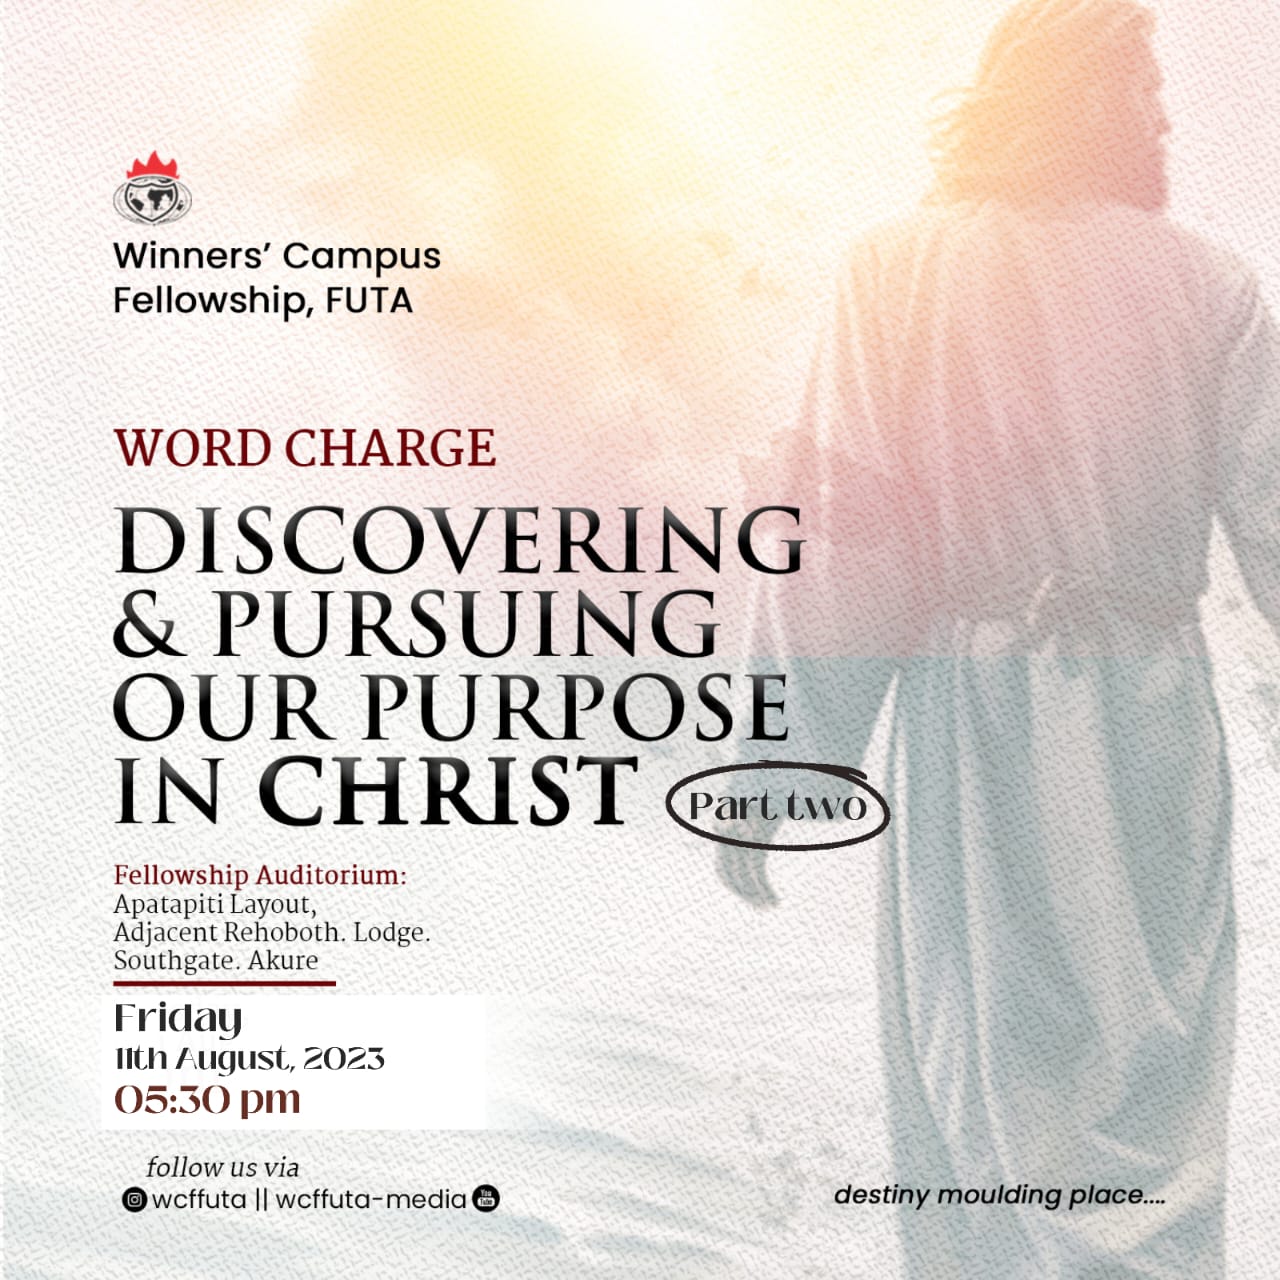 Winners’ Campus
Fellowship, FUTA
WORD CHARGE
DISCOVERING
& PURSUING
OUR PURPOSE
IN CHRIST
Part two
Fellowship Auditorium:
Apatapiti Layout,
Adjacent Rehoboth. Lodge.
Southgate. Akure
Friday
11th August, 2023
05:30 pm
follow us via
wcffuta || wcffuta-media You Tube
destiny moulding place....